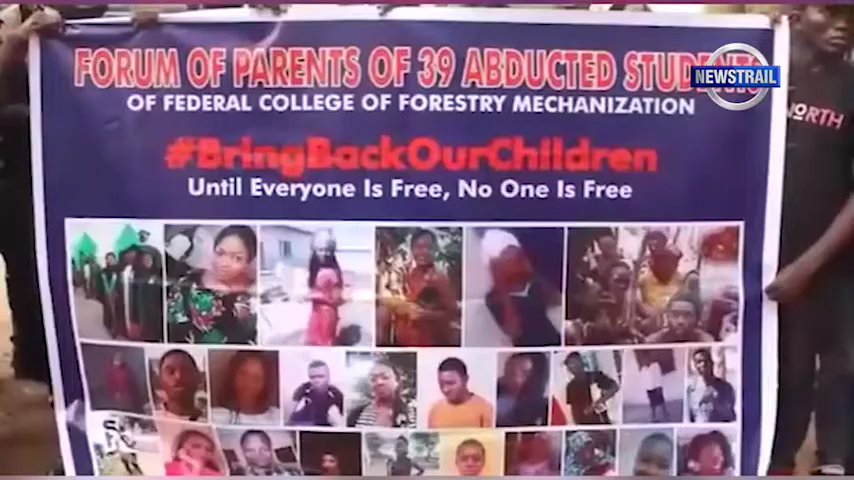 FORUM OF PARENTS OF 39 ABDUCTED STUDENTS
NEWSTRAIL
OF FEDERAL COLLEGE OF FORESTRY MECHANIZATION
NORTH
#BringBackOurChildren
Until Everyone Is Free, No One Is Free